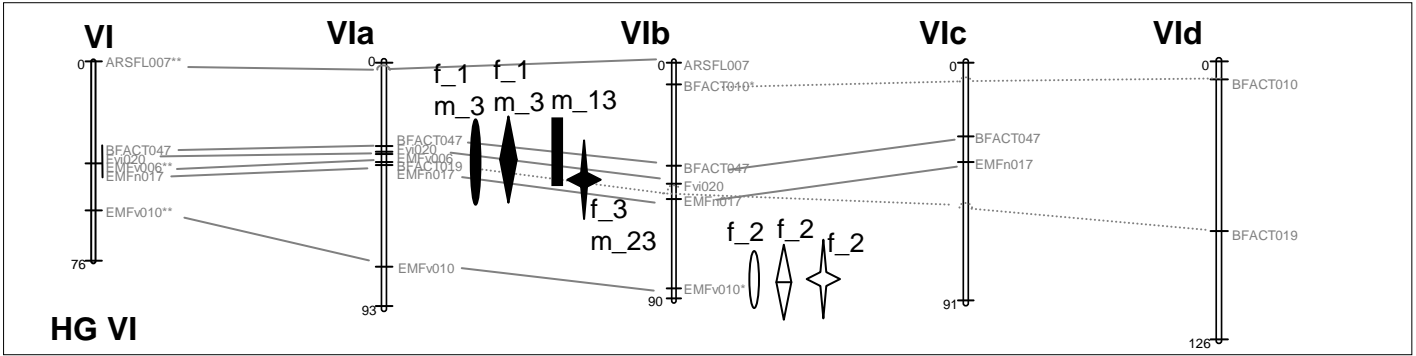 VI
VIa
VIb
VIc
VId
0
ARSFL007**
BFACT047
Fvi020
EMFv006**
EMFn017
EMFv010**
76
0
BFACT047
Fvi020
EMFv006
BFACT019
EMFn017
EMFv010
93
f_1
m_3
f_1
m_3
m_13
f_3
m_23
0
ARSFL007
BFACT010*
BFACT047
Fvi020
EMFn017
EMFv010*
90
f_2
f_2
f_2
0
BFACT047
EMFn017
91
0
BFACT010
BFACT019
126
HG VI